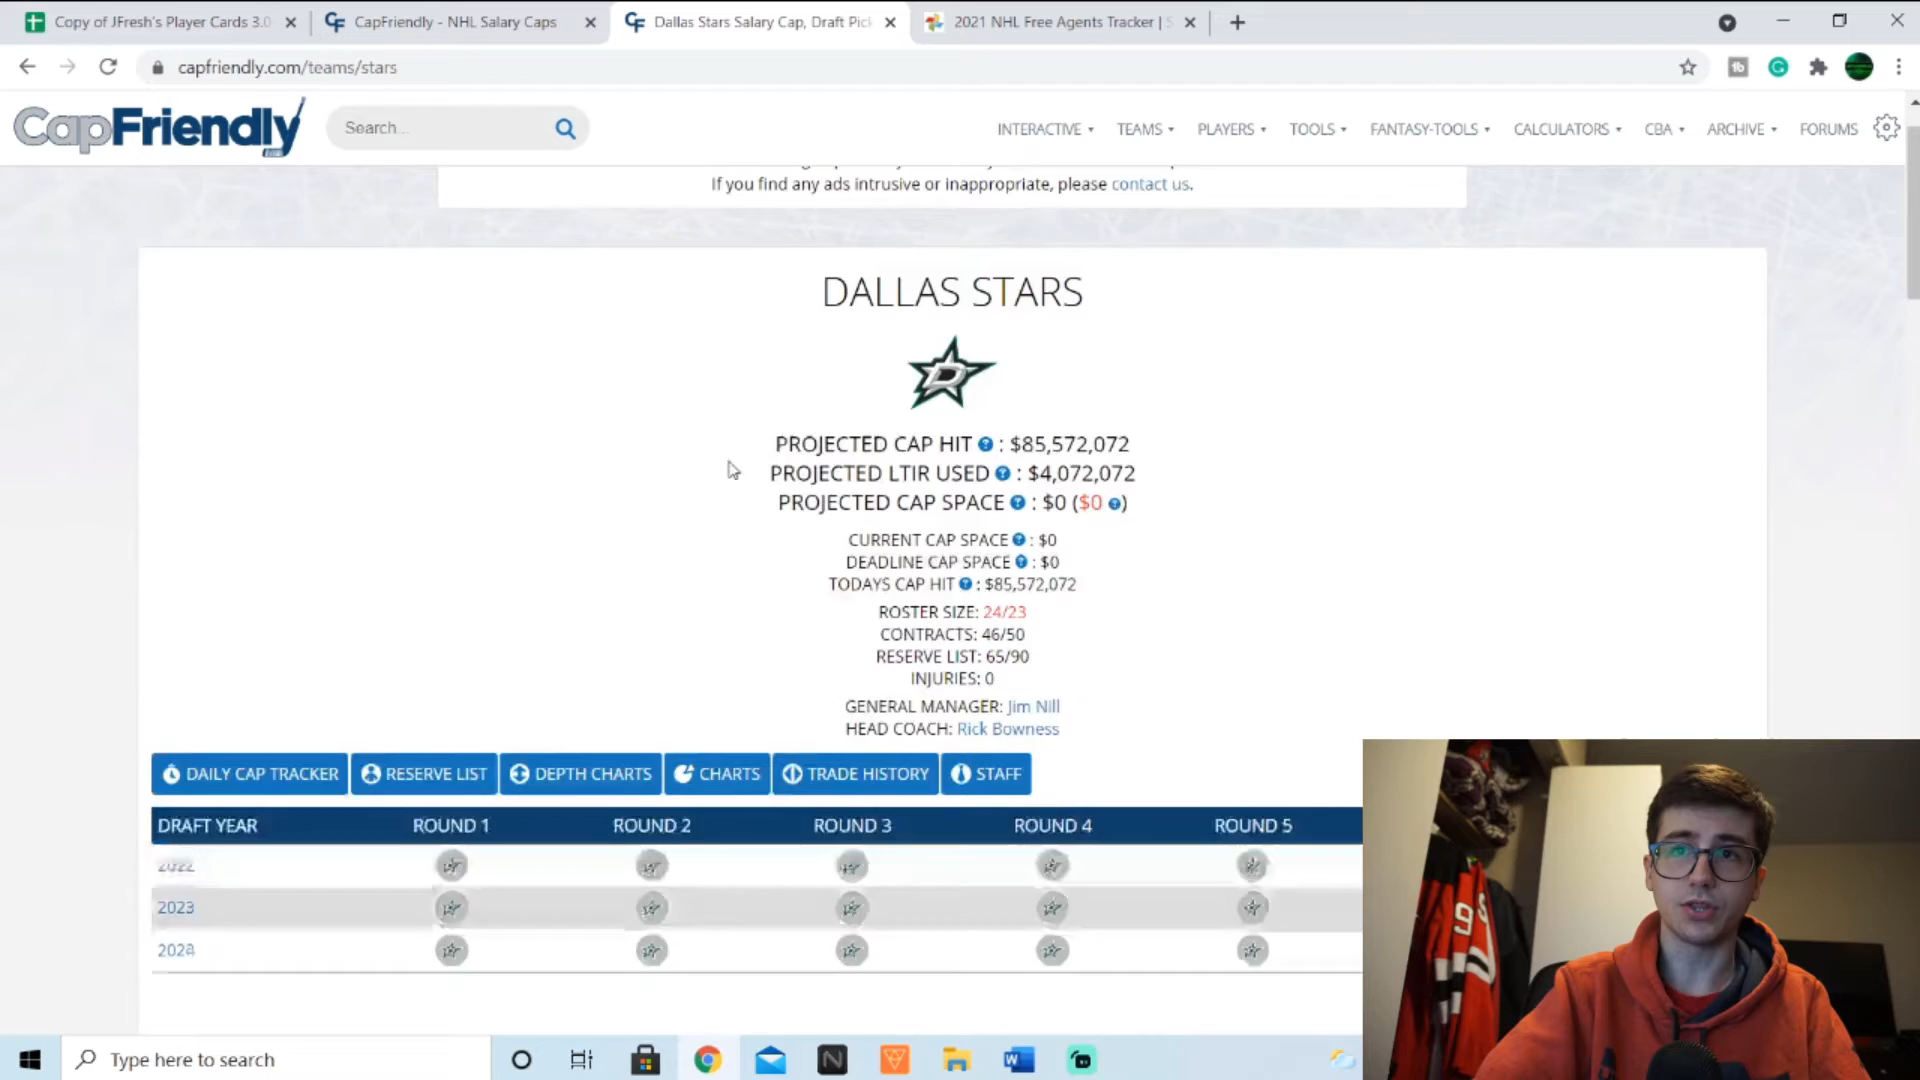 Copy of JFresh's Player Cards 3.0
CapFriendly - NHL Salary Caps
Dallas Stars Salary Cap, Draft Pic
2021 NHL Free Agents Tracker | S
capfriendly.com/teams/stars
CapFriendly
Search...
INTERACTIVE
TEAMS
PLAYERS
TOOLS
FANTASY-TOOLS
CALCULATORS
CBA
ARCHIVE
FORUMS
If you find any ads intrusive or inappropriate, please contact us.
DALLAS STARS
PROJECTED CAP HIT : $85,572,072
PROJECTED LTIR USED : $4,072,072
PROJECTED CAP SPACE : $0 ($0 )
CURRENT CAP SPACE : $0
DEADLINE CAP SPACE : $0
TODAYS CAP HIT : $85,572,072
ROSTER SIZE: 24/23
CONTRACTS: 46/50
RESERVE LIST: 65/90
INJURIES: 0
GENERAL MANAGER: Jim Nill
HEAD COACH: Rick Bowness
DAILY CAP TRACKER
RESERVE LIST
DEPTH CHARTS
CHARTS
TRADE HISTORY
STAFF
DRAFT YEAR ROUND 1 ROUND 2 ROUND 3 ROUND 4 ROUND 5
2022
2023
2024
Type here to search